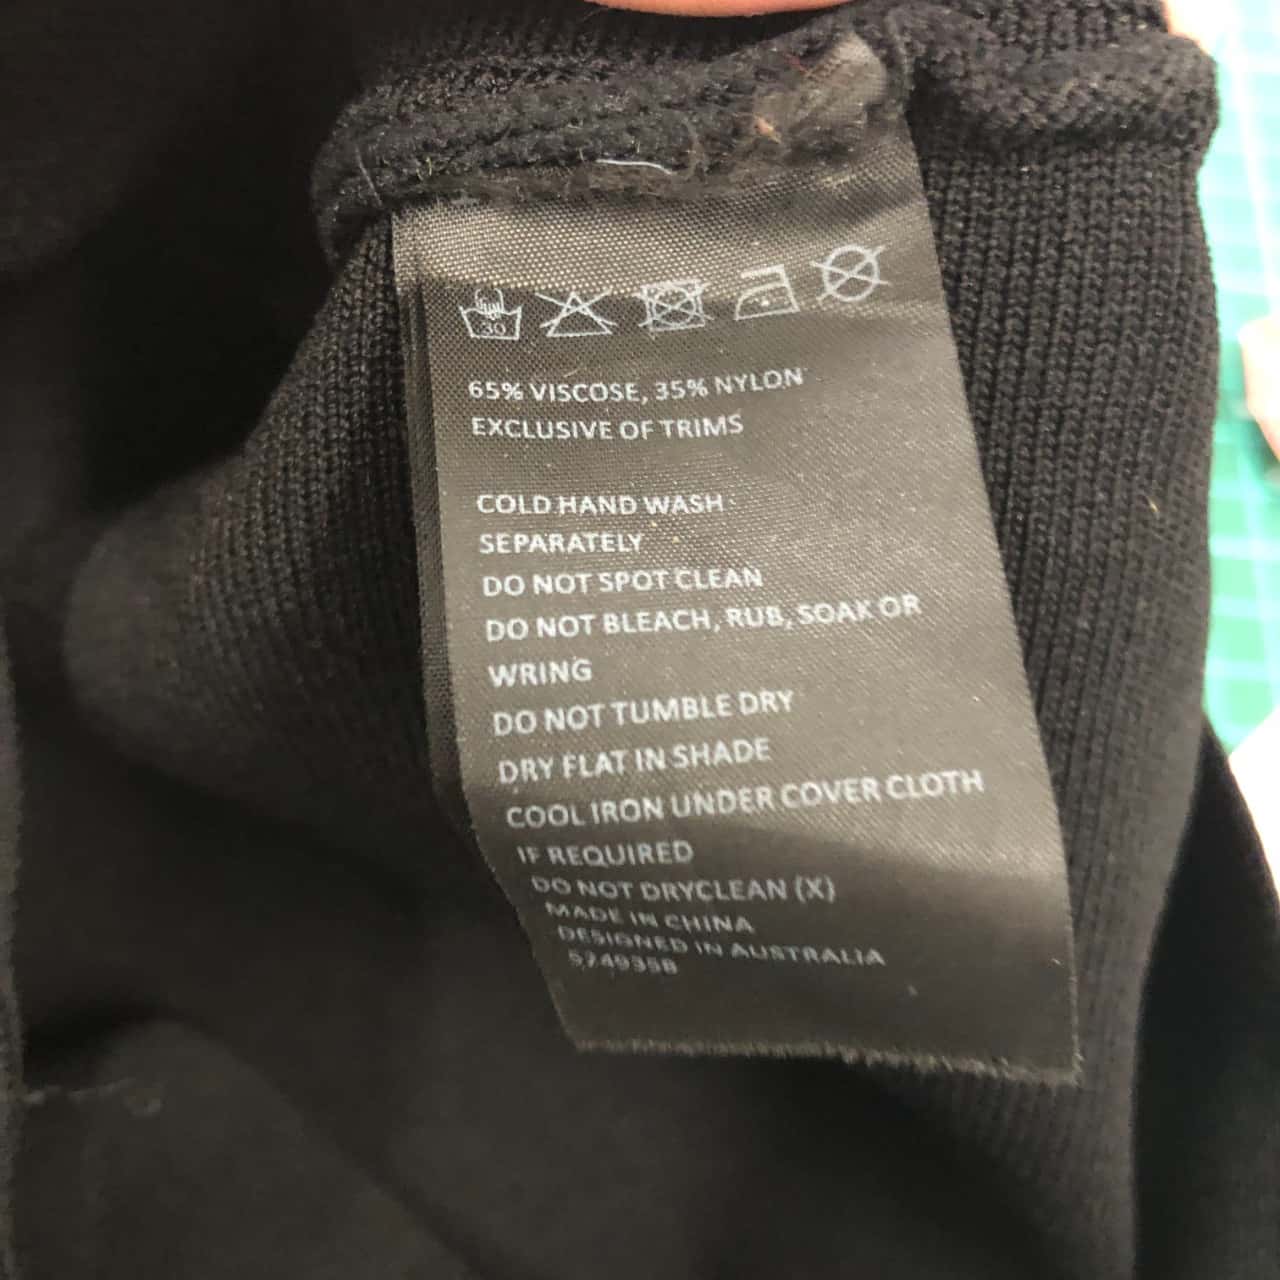 30
65% VISCOSE, 35% NYLON
EXCLUSIVE OF TRIMS
COLD HAND WASH
SEPARATELY
DO NOT SPOT CLEAN
DO NOT BLEACH, RUB, SOAK OR
WRING
DO NOT TUMBLE DRY
DRY FLAT IN SHADE
COOL IRON UNDER COVER CLOTH
IF REQUIRED
DO NOT DRYCLEAN (X)
MADE IN CHINA
DESIGNED IN AUSTRALIA
5749358